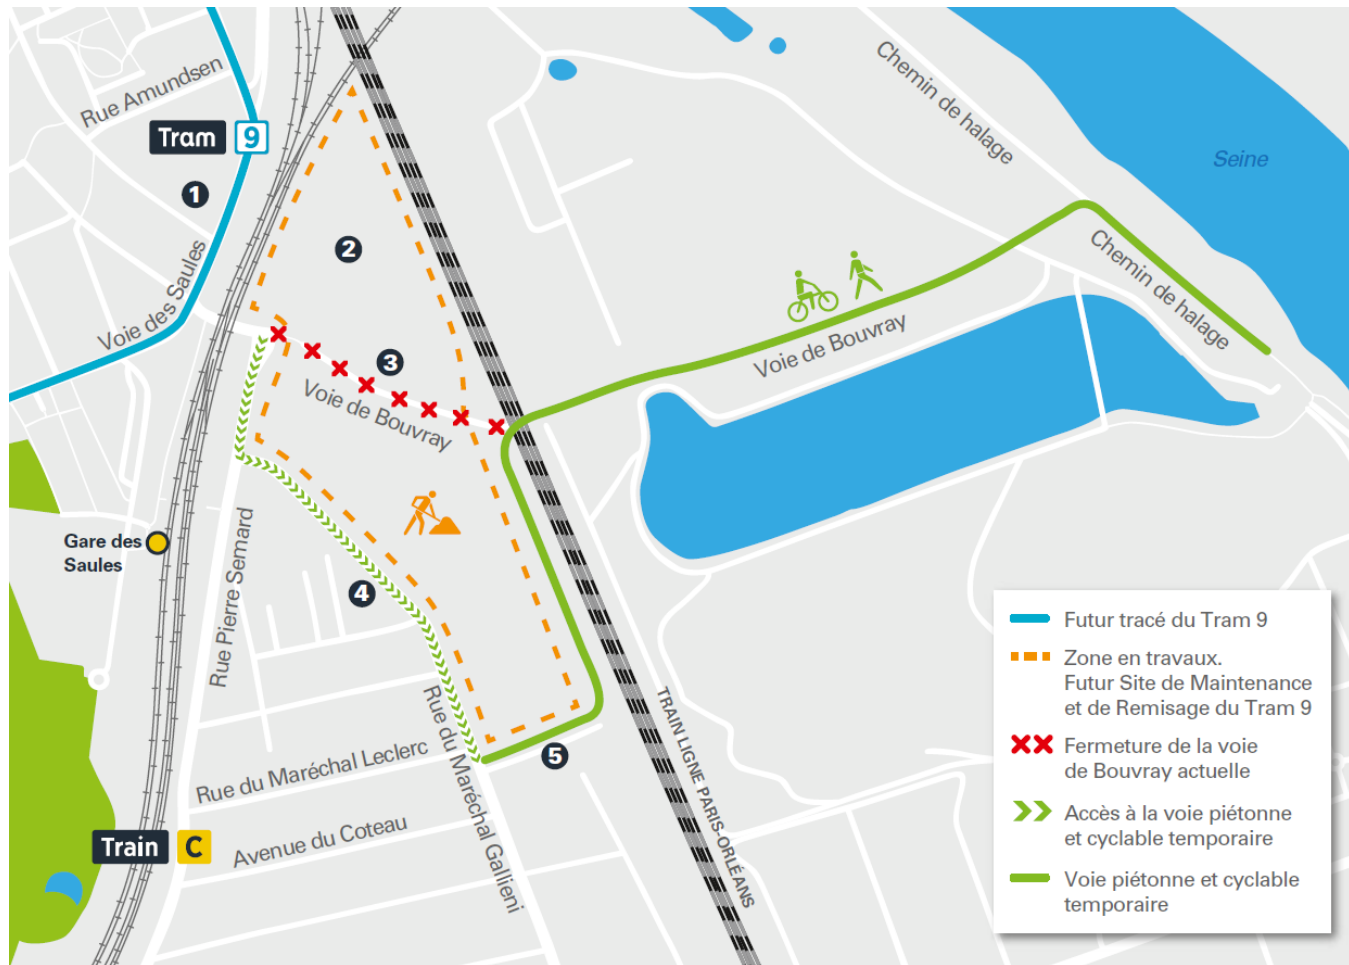 Rue Amundsen
Tram 9
1
Voie des Saules
2
3
Voie de Bouvray
Chemin de halage
Seine
Chemin de halage
Voie de Bouvray
Gare des
Saules
Rue Pierre Semard
4
Rue du Maréchal Leclerc
Rue du Maréchal Gallieni
5
Avenue du Coteau
Train C
TRAIN LIGNE PARIS-ORLÉANS
Futur tracé du Tram 9
Zone en travaux.
Futur Site de Maintenance
et de Remisage du Tram 9
Fermeture de la voie
de Bouvray actuelle
Accès à la voie piétonne
et cyclable temporaire
Voie piétonne et cyclable
temporaire